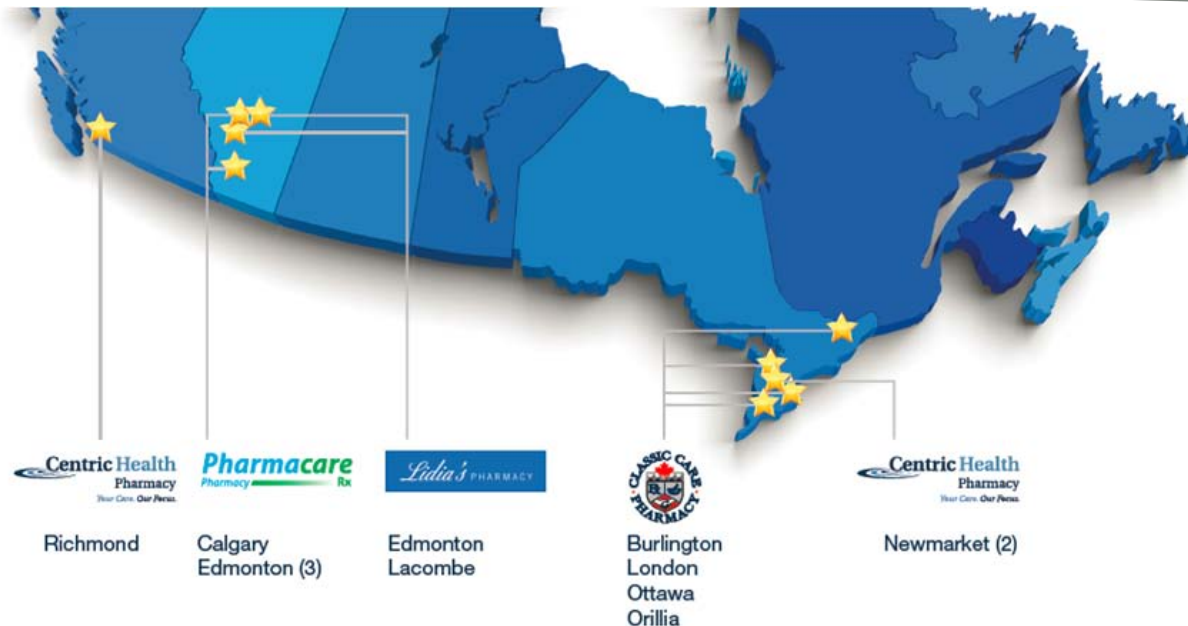 Centric Health
Pharmacy
Your Care. Our Focus.
Richmond
Pharmacare
Pharmacy Rx
Calgary
Edmonton (3)
Lidia's PHARMACY
Edmonton
Lacombe
CLASSIC CARE
PHARMACY
Burlington
London
Ottawa
Orillia
Centric Health
Pharmacy
Your Care. Our Focus.
Newmarket (2)